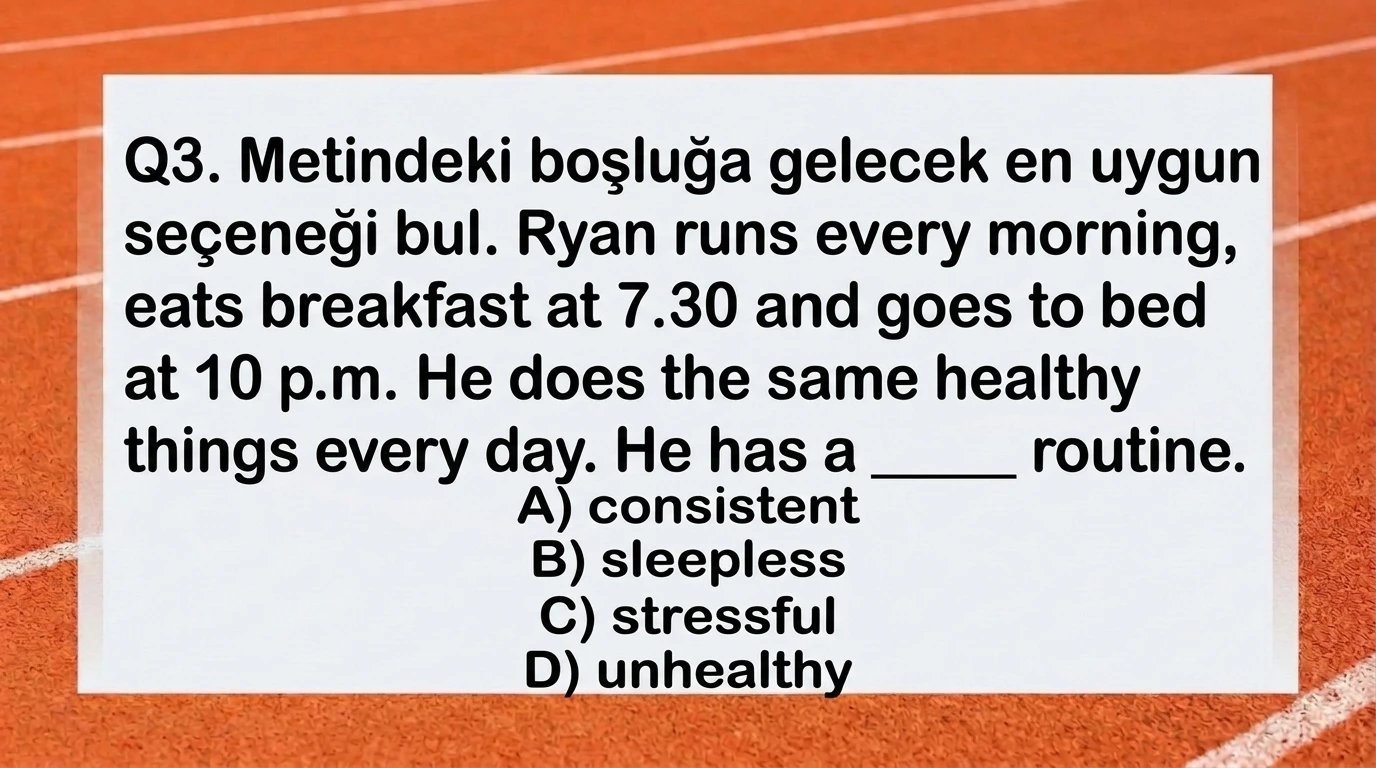 Q3. Metindeki boşluğa gelecek en uygun
seçeneği bul. Ryan runs every morning,
eats breakfast at 7.30 and goes to bed
at 10 p.m. He does the same healthy
things every day. He has a _____ routine.
A) consistent
B) sleepless
C) stressful
D) unhealthy